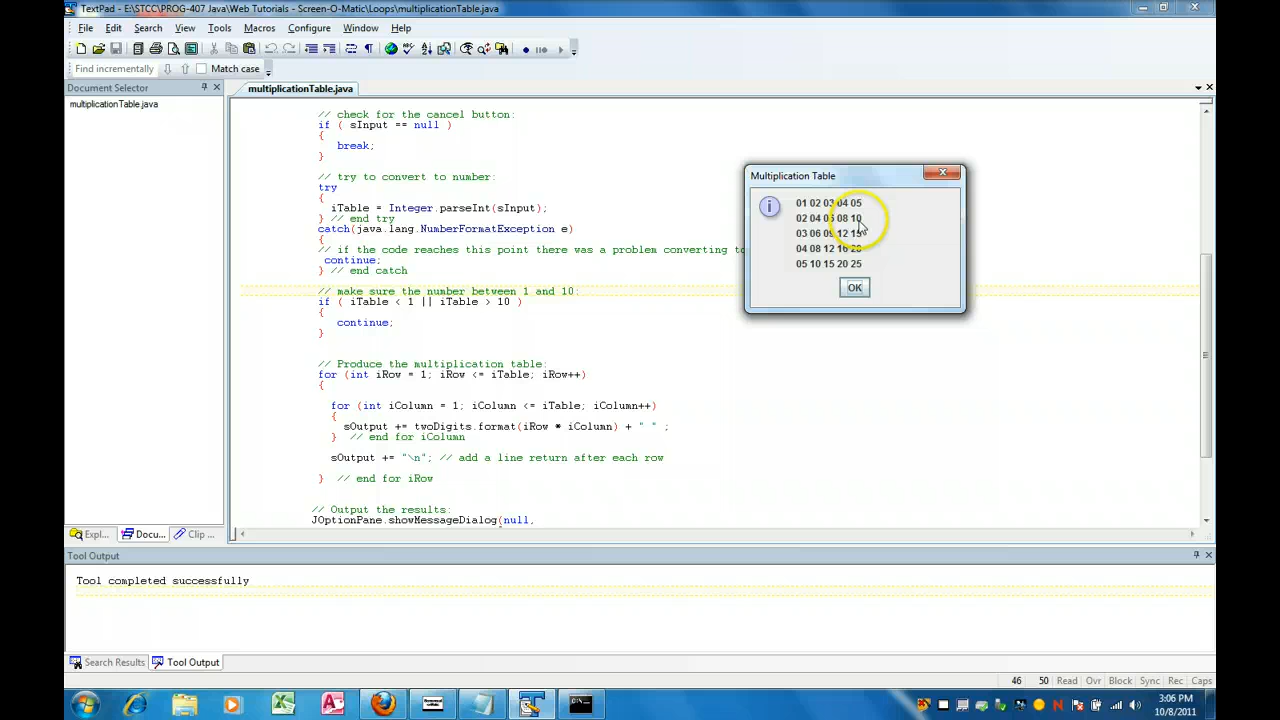 TextPad - E:\STCC\PROG-407 Java\Web Tutorials - Screen-O-Matic\Loops\multiplicationTable.java
File Edit Search View Tools Macros Configure Window Help
Find incrementally Match case
Document Selector
multiplicationTable.java
multiplicationTable.java
// check for the cancel button:
if ( sInput == null )
{
break;
}
// try to convert to number:
try
{
iTable = Integer.parseInt(sInput);
} // end try
catch(java.lang.NumberFormatException e)
{
// if the code reaches this point there was a problem converting to
continue;
} // end catch
// make sure the number between 1 and 10:
if ( iTable < 1 || iTable > 10 )
{
continue;
}
// Produce the multiplication table:
for (int iRow = 1; iRow <= iTable; iRow++)
{
for (int iColumn = 1; iColumn <= iTable; iColumn++)
{
sOutput += twoDigits.format(iRow * iColumn) + " " ;
} // end for iColumn
sOutput += "\n"; // add a line return after each row
} // end for iRow
// Output the results:
JOptionPane.showMessageDialog(null,
Multiplication Table
01 02 03 04 05
02 04 06 08 10
03 06 09 12 15
04 08 12 16 20
05 10 15 20 25
OK
Expl... Docu... Clip ...
Tool Output
Tool completed successfully
Search Results Tool Output
46 50 Read Ovr Block Sync Rec Caps
3:06 PM
10/8/2011